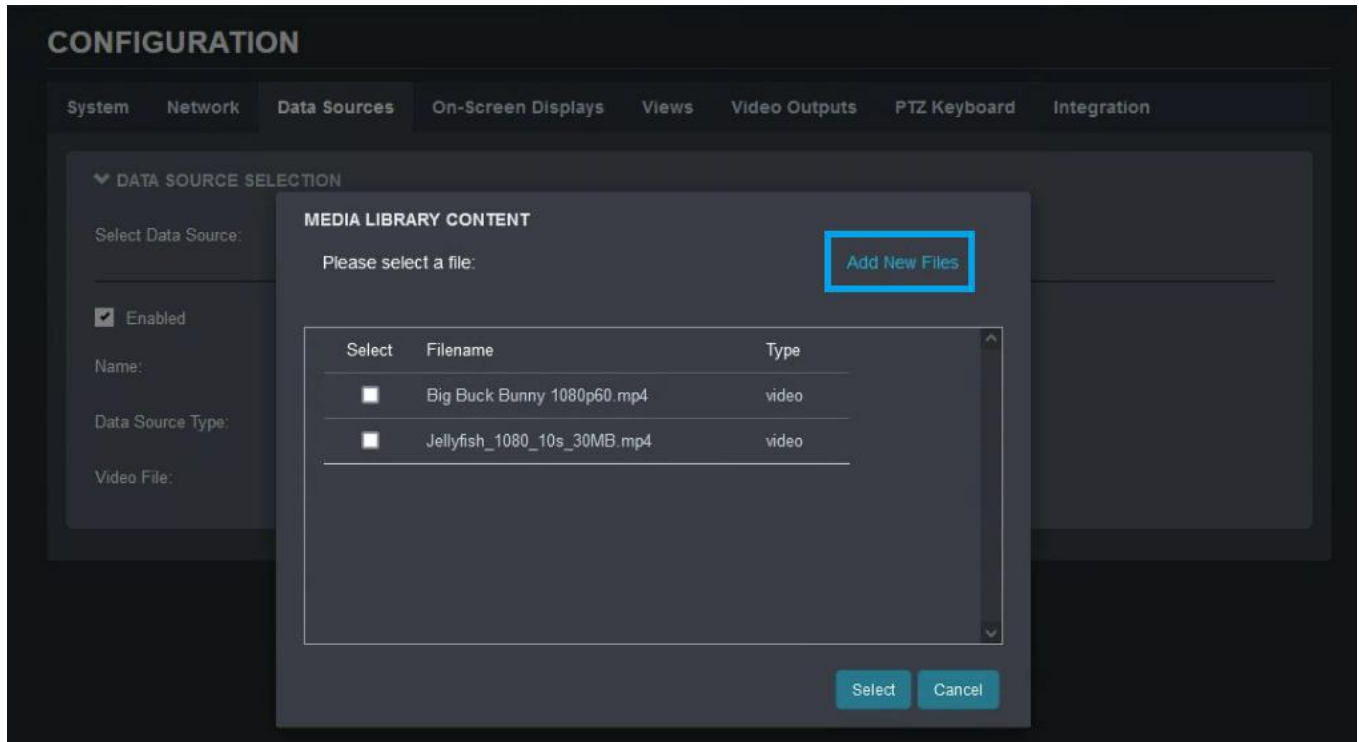 CONFIGURATION
System Network Data Sources On-Screen Displays Views Video Outputs PTZ Keyboard Integration
DATA SOURCE SELECTION
Select Data Source:
Enabled
Name:
Data Source Type:
Video File:
MEDIA LIBRARY CONTENT
Please select a file:
Add New Files
Select Filename Type
Big Buck Bunny 1080p60.mp4 video
Jellyfish_1080_10s_30MB.mp4 video
Select Cancel